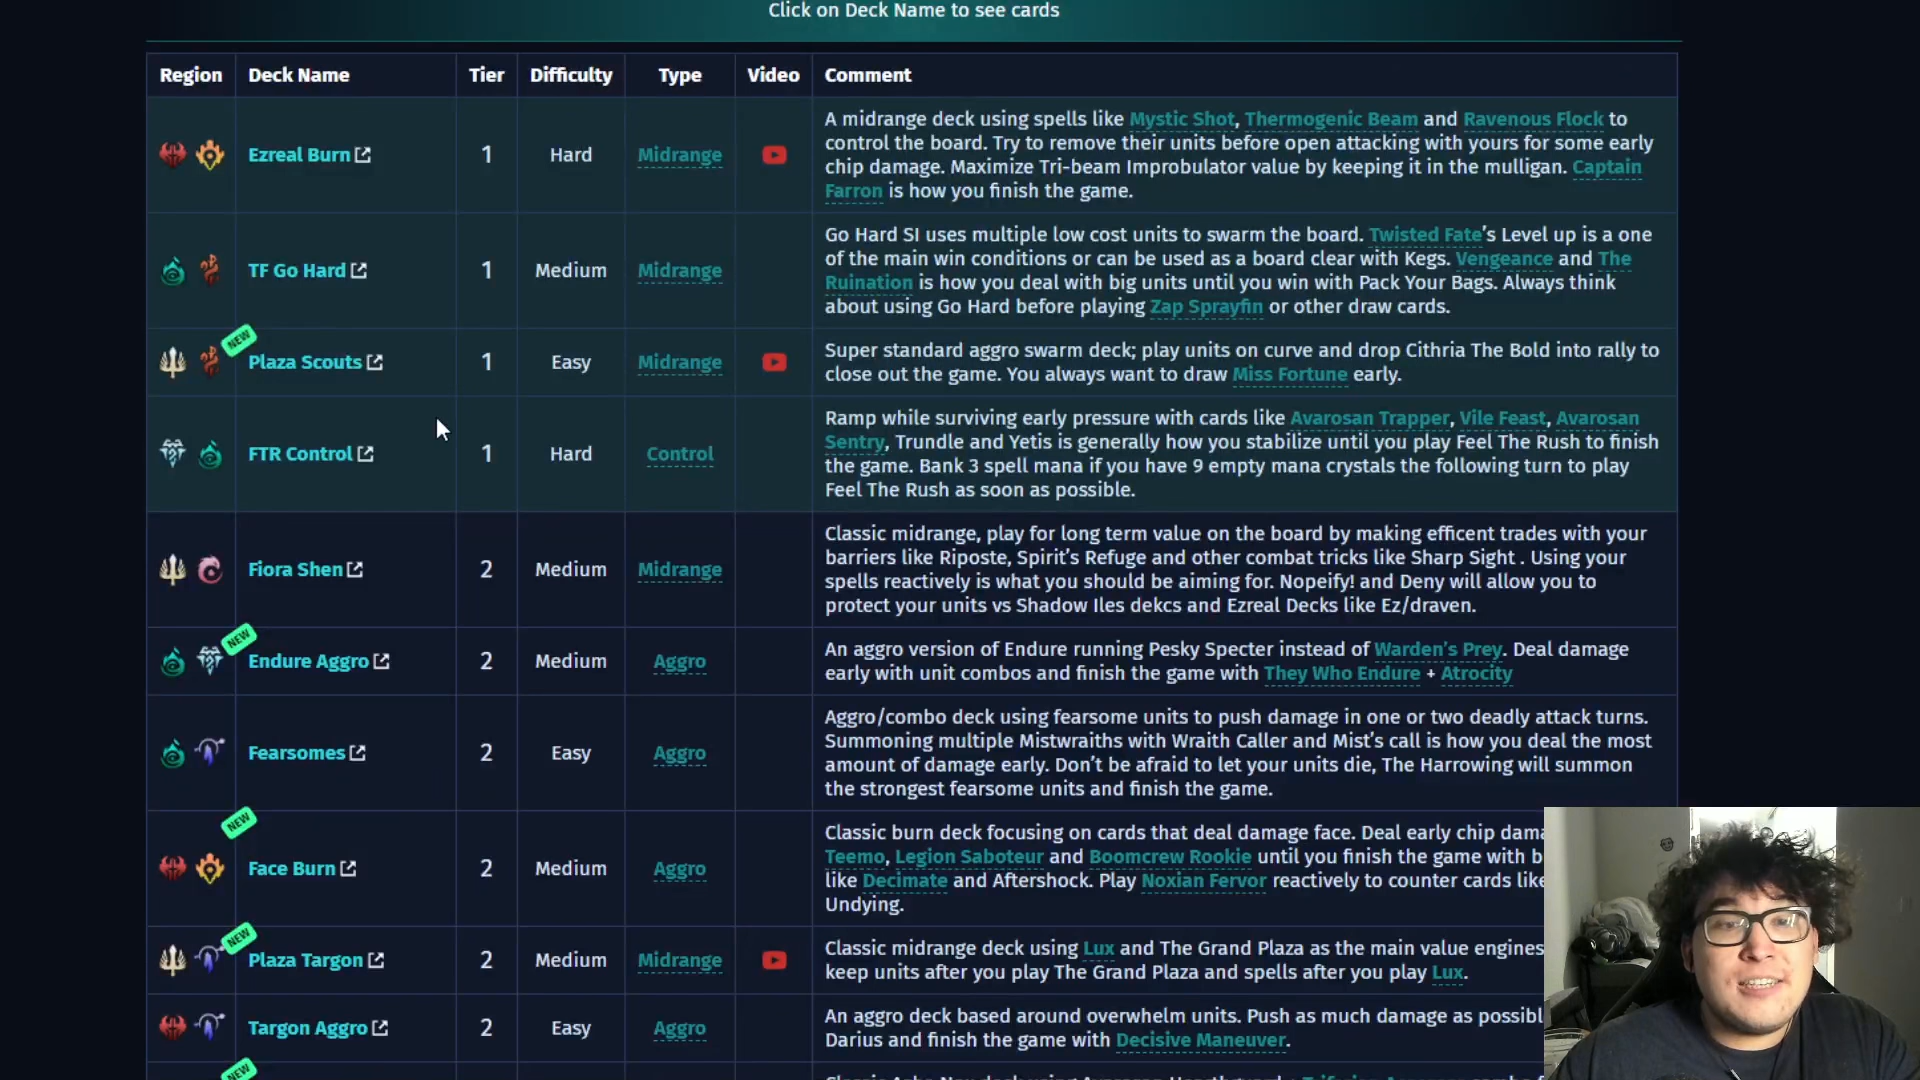 Click on Deck Name to see cards
Region Deck Name Tier Difficulty Type Video Comment
Ezreal Burn 1 Hard Midrange
A midrange deck using spells like Mystic Shot, Thermogenic Beam and Ravenous Flock to
control the board. Try to remove their units before open attacking with yours for some early
chip damage. Maximize Tri-beam Improbulator value by keeping it in the mulligan. Captain
Farron is how you finish the game.
TF Go Hard 1 Medium Midrange
Go Hard SI uses multiple low cost units to swarm the board. Twisted Fate's Level up is a one
of the main win conditions or can be used as a board clear with Kegs. Vengeance and The
Ruination is how you deal with big units until you win with Pack Your Bags. Always think
about using Go Hard before playing Zap Sprayfin or other draw cards.
NEW
Plaza Scouts 1 Easy Midrange
Super standard aggro swarm deck; play units on curve and drop Cithria The Bold into rally to
close out the game. You always want to draw Miss Fortune early.
FTR Control 1 Hard Control
Ramp while surviving early pressure with cards like Avarosan Trapper, Vile Feast, Avarosan
Sentry, Trundle and Yetis is generally how you stabilize until you play Feel The Rush to finish
the game. Bank 3 spell mana if you have 9 empty mana crystals the following turn to play
Feel The Rush as soon as possible.
Fiora Shen 2 Medium Midrange
Classic midrange, play for long term value on the board by making efficent trades with your
barriers like Riposte, Spirit's Refuge and other combat tricks like Sharp Sight . Using your
spells reactively is what you should be aiming for. Nopeify! and Deny will allow you to
protect your units vs Shadow Iles dekcs and Ezreal Decks like Ez/draven.
NEW
Endure Aggro 2 Medium Aggro
An aggro version of Endure running Pesky Specter instead of Warden's Prey. Deal damage
early with unit combos and finish the game with They Who Endure + Atrocity
Fearsomes 2 Easy Aggro
Aggro/combo deck using fearsome units to push damage in one or two deadly attack turns.
Summoning multiple Mistwraiths with Wraith Caller and Mist's call is how you deal the most
amount of damage early. Don't be afraid to let your units die, The Harrowing will summon
the strongest fearsome units and finish the game.
NEW
Face Burn 2 Medium Aggro
Classic burn deck focusing on cards that deal damage face. Deal early chip dama
Teemo, Legion Saboteur and Boomcrew Rookie until you finish the game with b
like Decimate and Aftershock. Play Noxian Fervor reactively to counter cards like
Undying.
NEW
Plaza Targon 2 Medium Midrange
Classic midrange deck using Lux and The Grand Plaza as the main value engines
keep units after you play The Grand Plaza and spells after you play Lux.
Targon Aggro 2 Easy Aggro
An aggro deck based around overwhelm units. Push as much damage as possibl
Darius and finish the game with Decisive Maneuver.
NEW